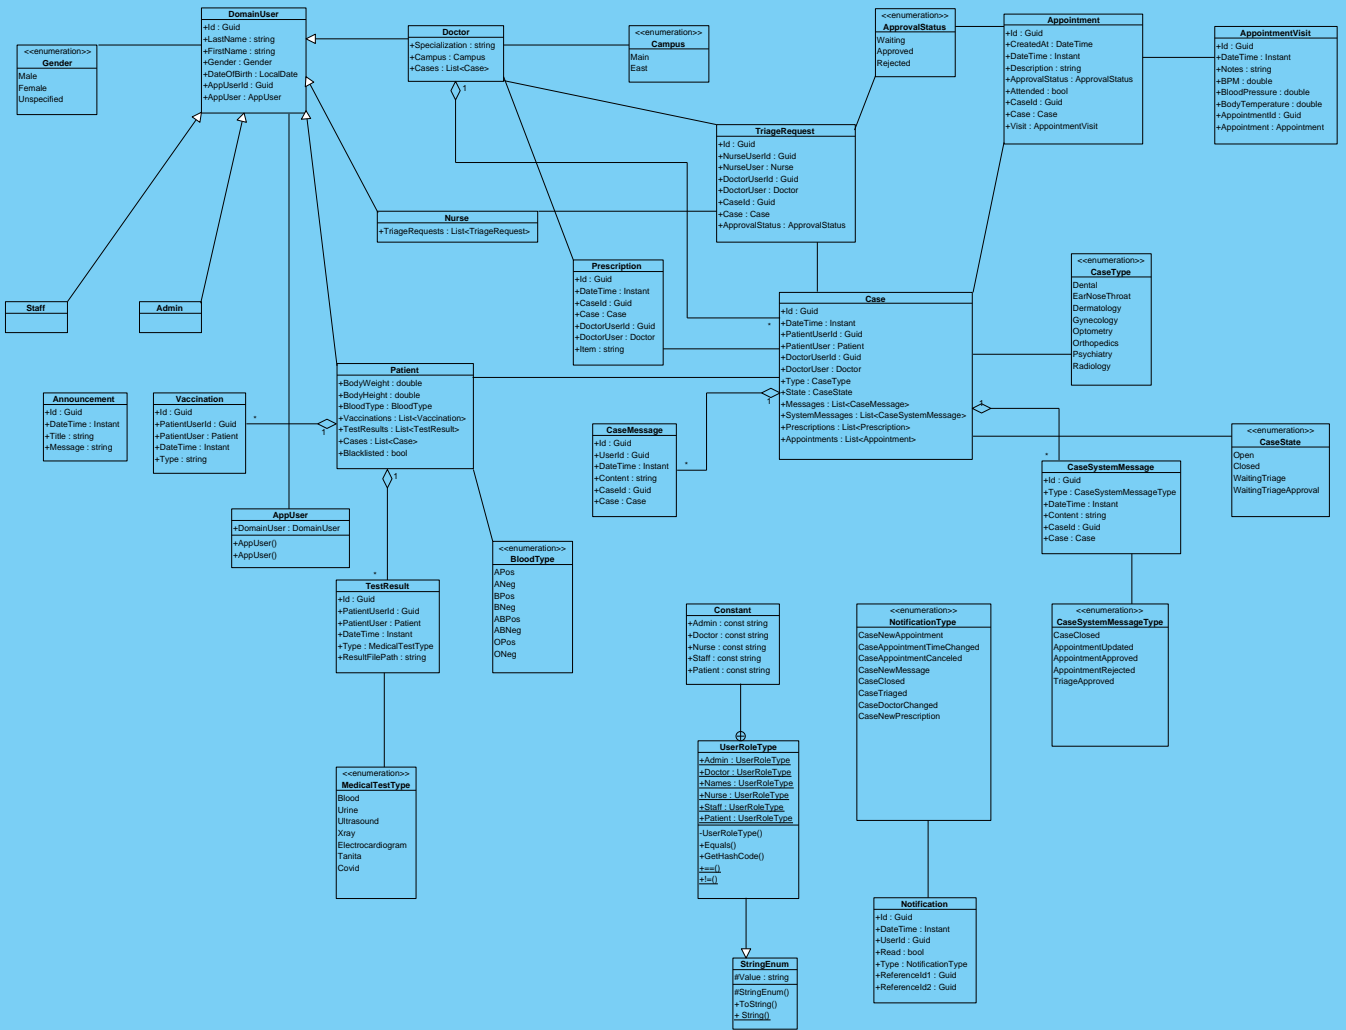 DomainUser
+Id : Guid
+LastName : string
+FirstName : string
+Gender : Gender
+DateOfBirth : LocalDate
+AppUserId : Guid
+AppUser : AppUser
<<enumeration>>
Gender
Male
Female
Unspecified
Doctor
+Specialization : string
+Campus : Campus
+Cases : List<Case>
1
<<enumeration>>
Campus
Main
East
<<enumeration>>
ApprovalStatus
Waiting
Approved
Rejected
Appointment
+Id : Guid
+CreatedAt : DateTime
+DateTime : Instant
+Description : string
+ApprovalStatus : ApprovalStatus
+Attended : bool
+CaseId : Guid
+Case : Case
+Visit : AppointmentVisit
AppointmentVisit
+Id : Guid
+DateTime : Instant
+Notes : string
+BPM : double
+BloodPressure : double
+BodyTemperature : double
+AppointmentId : Guid
+Appointment : Appointment
TriageRequest
+Id : Guid
+NurseUserId : Guid
+NurseUser : Nurse
+DoctorUserId : Guid
+DoctorUser : Doctor
+CaseId : Guid
+Case : Case
+ApprovalStatus : ApprovalStatus
Nurse
+TriageRequests : List<TriageRequest>
Prescription
+Id : Guid
+DateTime : Instant
+CaseId : Guid
+Case : Case
+DoctorUserId : Guid
+DoctorUser : Doctor
+Item : string
<<enumeration>>
CaseType
Dental
EarNoseThroat
Dermatology
Gynecology
Optometry
Orthopedics
Psychiatry
Radiology
Staff
Admin
Case
+Id : Guid
+DateTime : Instant
+PatientUserId : Guid
+PatientUser : Patient
+DoctorUserId : Guid
+DoctorUser : Doctor
+Type : CaseType
+State : CaseState
+Messages : List<CaseMessage>
+SystemMessages : List<CaseSystemMessage>
+Prescriptions : List<Prescription>
+Appointments : List<Appointment>
*
1
1
Patient
+BodyWeight : double
+BodyHeight : double
+BloodType : BloodType
+Vaccinations : List<Vaccination>
+TestResults : List<TestResult>
+Cases : List<Case>
+Blacklisted : bool
1
1
Announcement
+Id : Guid
+DateTime : Instant
+Title : string
+Message : string
Vaccination
+Id : Guid
+PatientUserId : Guid
+PatientUser : Patient
+DateTime : Instant
+Type : string
*
CaseMessage
+Id : Guid
+UserId : Guid
+DateTime : Instant
+Content : string
+CaseId : Guid
+Case : Case
*
<<enumeration>>
CaseState
Open
Closed
WaitingTriage
WaitingTriageApproval
*
CaseSystemMessage
+Id : Guid
+Type : CaseSystemMessageType
+DateTime : Instant
+Content : string
+CaseId : Guid
+Case : Case
AppUser
+DomainUser : DomainUser
+AppUser()
+AppUser()
<<enumeration>>
BloodType
APos
ANeg
BPos
BNeg
ABPos
ABNeg
OPos
ONeg
*
TestResult
+Id : Guid
+PatientUserId : Guid
+PatientUser : Patient
+DateTime : Instant
+Type : MedicalTestType
+ResultFilePath : string
Constant
+Admin : const string
+Doctor : const string
+Nurse : const string
+Staff : const string
+Patient : const string
<<enumeration>>
NotificationType
CaseNewAppointment
CaseAppointmentTimeChanged
CaseAppointmentCanceled
CaseNewMessage
CaseClosed
CaseTriaged
CaseDoctorChanged
CaseNewPrescription
<<enumeration>>
CaseSystemMessageType
CaseClosed
AppointmentUpdated
AppointmentApproved
AppointmentRejected
TriageApproved
UserRoleType
+Admin : UserRoleType
+Doctor : UserRoleType
+Names : UserRoleType
+Nurse : UserRoleType
+Staff : UserRoleType
+Patient : UserRoleType
-UserRoleType()
+Equals()
+GetHashCode()
+==()
+!=()
<<enumeration>>
MedicalTestType
Blood
Urine
Ultrasound
Xray
Electrocardiogram
Tanita
Covid
Notification
+Id : Guid
+DateTime : Instant
+UserId : Guid
+Read : bool
+Type : NotificationType
+ReferenceId1 : Guid
+ReferenceId2 : Guid
StringEnum
#Value : string
#StringEnum()
+ToString()
+ String()